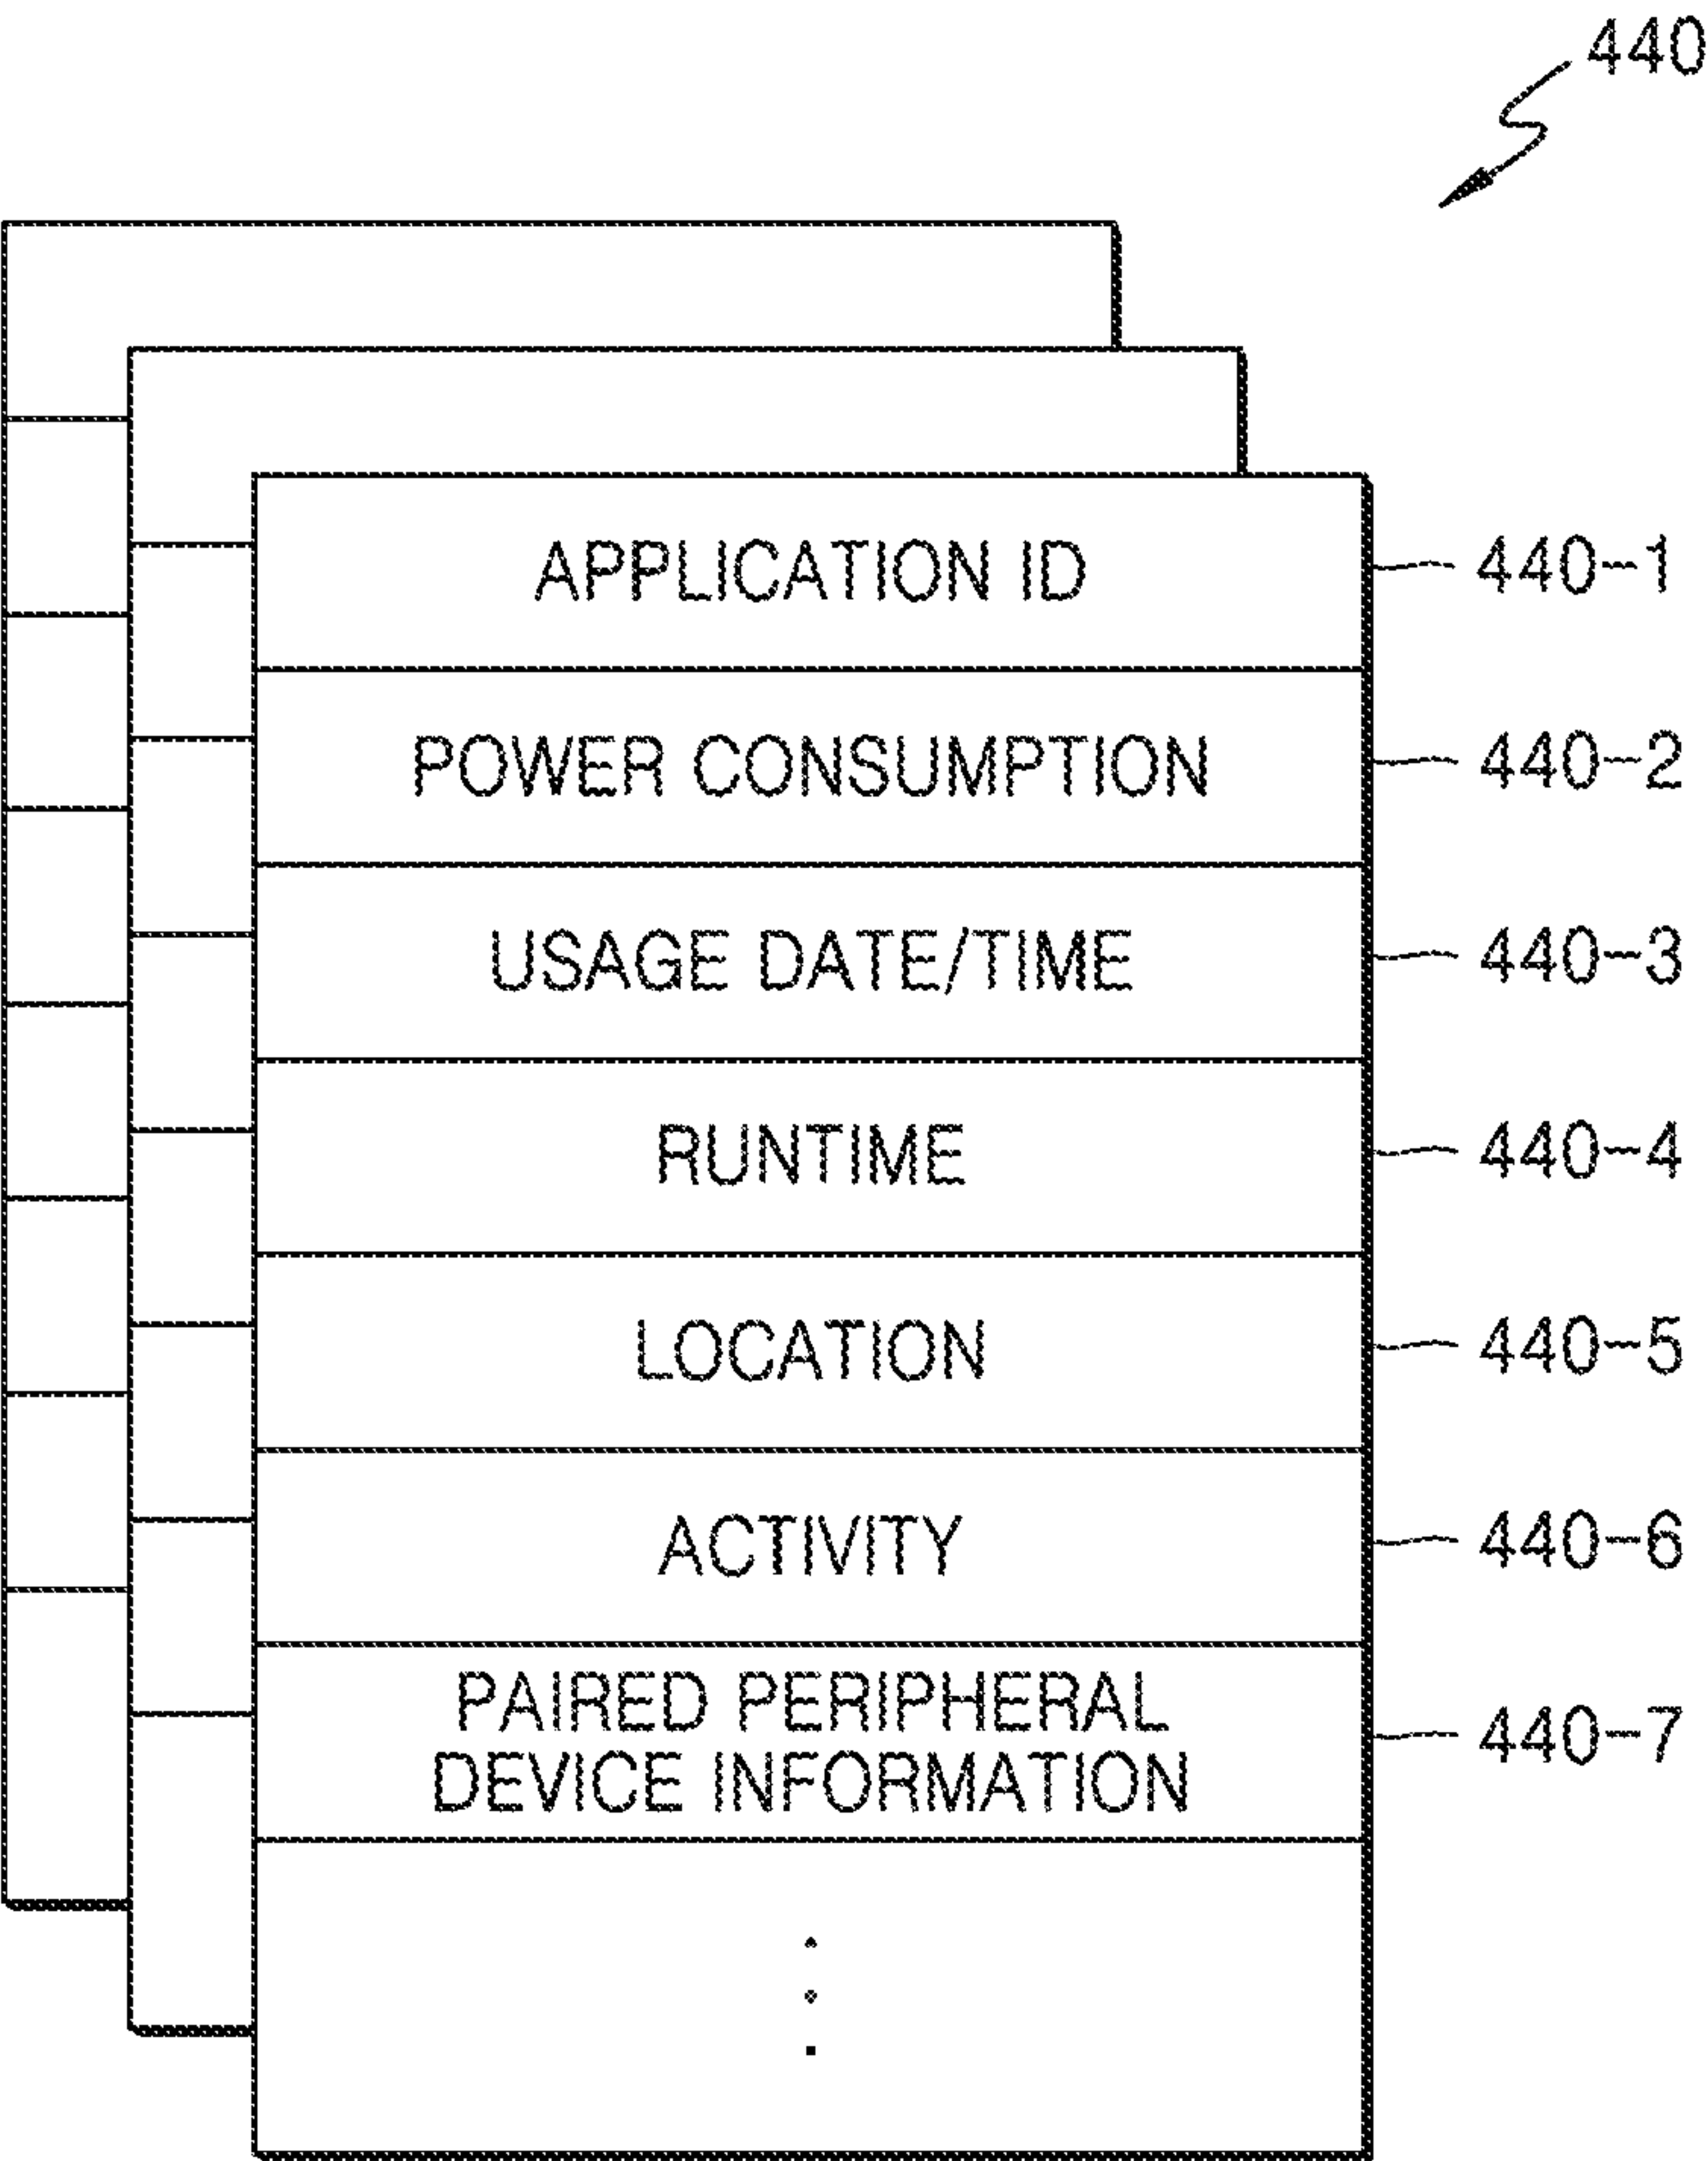 440
APPLICATION ID 440-1
POWER CONSUMPTION 440-2
USAGE DATE/TIME 440-3
RUNTIME 440-4
LOCATION 440-5
ACTIVITY 440-6
PAIRED PERIPHERAL
DEVICE INFORMATION 440-7